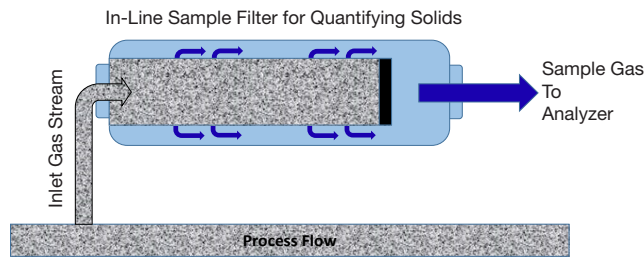 In-Line Sample Filter for Quantifying Solids
Sample Gas
To
Analyzer
Inlet Gas Stream
Process Flow